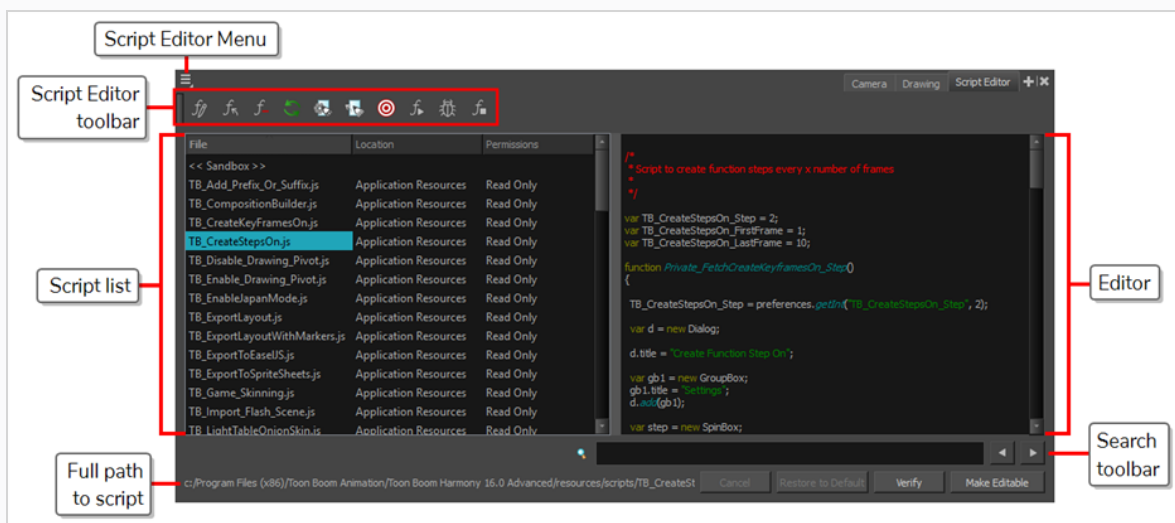 Script Editor Menu
Script Editor
toolbar
Camera
Drawing
Script Editor
File
Location
Permissions
<< Sandbox >>
TB_Add_Prefix_Or_Suffix.js Application Resources Read Only
TB_CompositionBuilder.js Application Resources Read Only
TB_CreateKeyFramesOn.js Application Resources Read Only
TB_CreateStepsOn.js Application Resources Read Only
TB_Disable_Drawing_Pivot.js Application Resources Read Only
TB_Enable_Drawing_Pivot.js Application Resources Read Only
TB_EnableJapanMode.js Application Resources Read Only
TB_ExportLayout.js Application Resources Read Only
TB_ExportLayoutWithMarkers.js Application Resources Read Only
TB_ExportToEaselJS.js Application Resources Read Only
TB_ExportToSpriteSheets.js Application Resources Read Only
TB_Game_Skinning.js Application Resources Read Only
TB_Import_Flash_Scene.js Application Resources Read Only
TB_LightTableOnionSkin.js Application Resources Read Only
/*
* Script to create function steps every x number of frames
*
*/
var TB_CreateStepsOn_Step = 2;
var TB_CreateStepsOn_FirstFrame = 1;
var TB_CreateStepsOn_LastFrame = 10;
function Private_FetchCreateKeyframesOn_Step()
{
TB_CreateStepsOn_Step = preferences.getInt("TB_CreateStepsOn_Step", 2);
var d = new Dialog;
d.title = "Create Function Step On";
var gb1 = new GroupBox;
gb1.title = "Settings";
d.add(gb1);
var step = new SpinBox;
Script list
Editor
Search
toolbar
Full path
to script
c:/Program Files (x86)/Toon Boom Animation/Toon Boom Harmony 16.0 Advanced/resources/scripts/TB_CreateSt
Cancel
Restore to Default
Verify
Make Editable